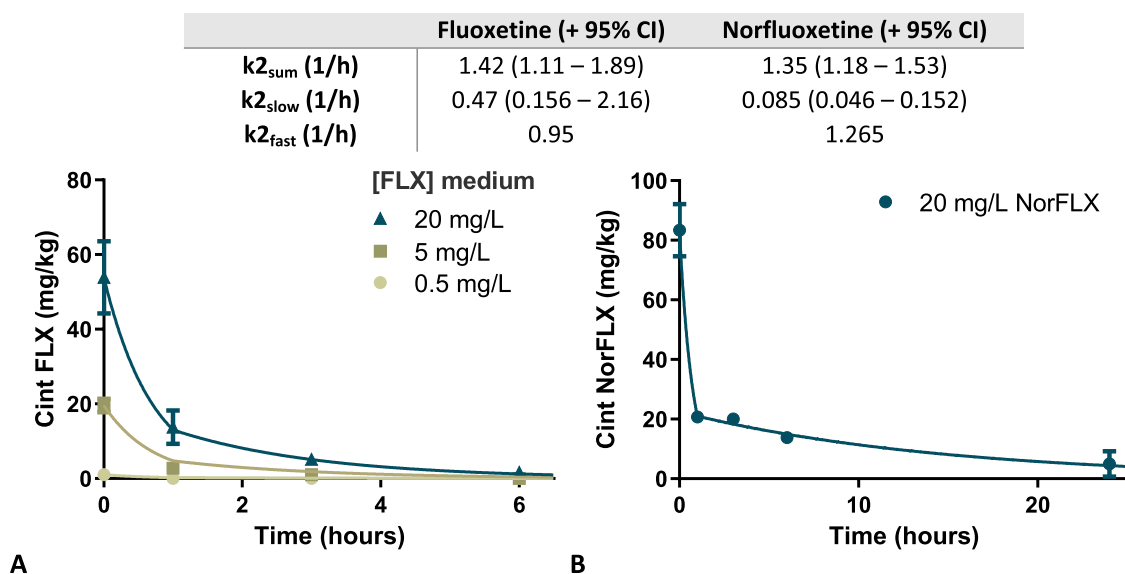 Fluoxetine (+ 95% CI) Norfluoxetine (+ 95% CI)
k2sum (1/h) 1.42 (1.11 – 1.89) 1.35 (1.18 – 1.53)
k2slow (1/h) 0.47 (0.156 – 2.16) 0.085 (0.046 – 0.152)
k2fast (1/h) 0.95 1.265
[FLX] medium
20 mg/L
5 mg/L
0.5 mg/L
Cint FLX (mg/kg)
80
60
40
20
0
0 2 4 6
Time (hours)
A
20 mg/L NorFLX
Cint NorFLX (mg/kg)
100
80
60
40
20
0
0 10 20
Time (hours)
B